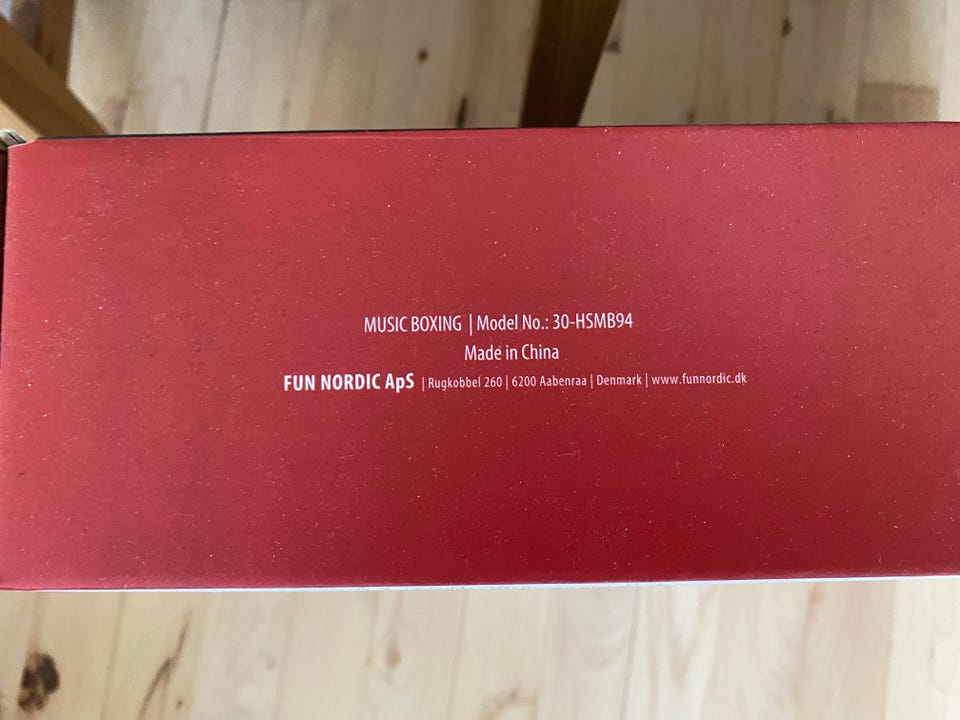 MUSIC BOXING | Model No.: 30-HSMB94
Made in China
FUN NORDIC ApS | Rugkobbel 260 | 6200 Aabenraa | Denmark | www.funnordic.dk